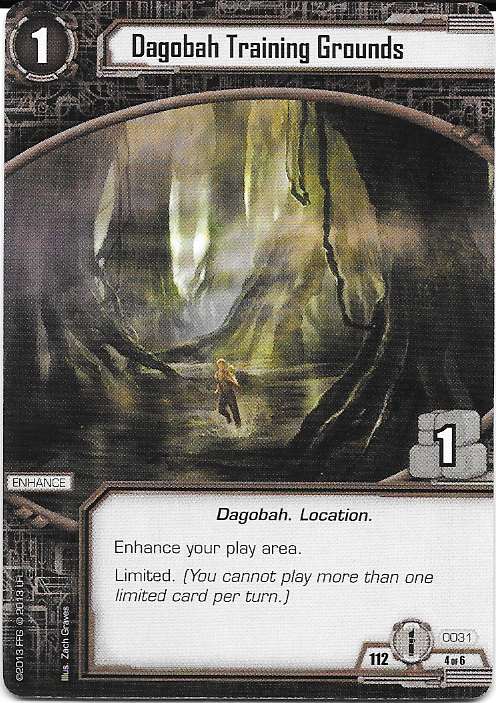 1
Dagobah Training Grounds
1
ENHANCE
Dagobah. Location.
Enhance your play area.
Limited. (You cannot play more than one
limited card per turn.)
©2013 FFG © 2013 LFL
Illus. Zach Graves
112
0031
4 of 6